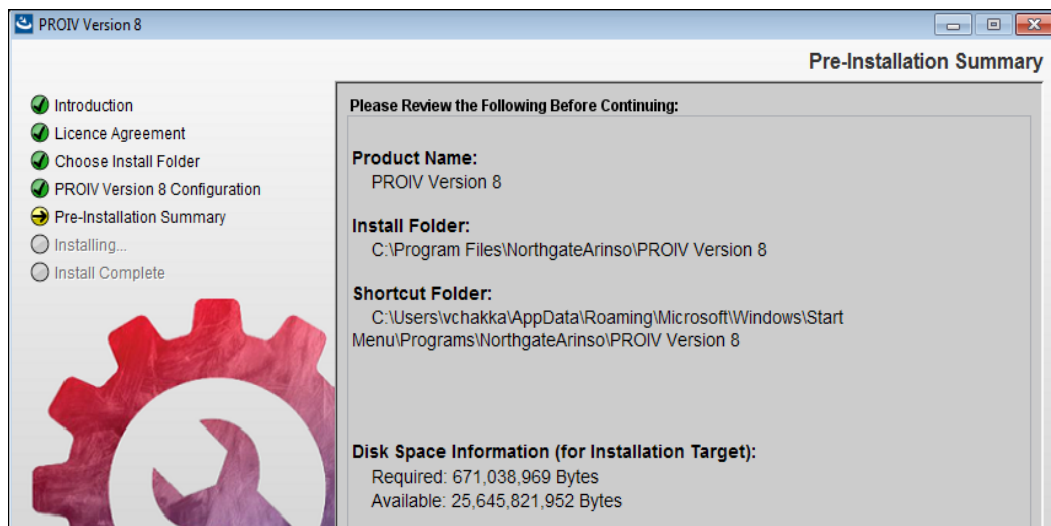 PROIV Version 8
Pre-Installation Summary
Introduction
Licence Agreement
Choose Install Folder
PROIV Version 8 Configuration
Pre-Installation Summary
Installing...
Install Complete
Please Review the Following Before Continuing:
Product Name:
PROIV Version 8
Install Folder:
C:\Program Files\NorthgateArinso\PROIV Version 8
Shortcut Folder:
C:\Users\vchakka\AppData\Roaming\Microsoft\Windows\Start
Menu\Programs\NorthgateArinso\PROIV Version 8
Disk Space Information (for Installation Target):
Required: 671,038,969 Bytes
Available: 25,645,821,952 Bytes